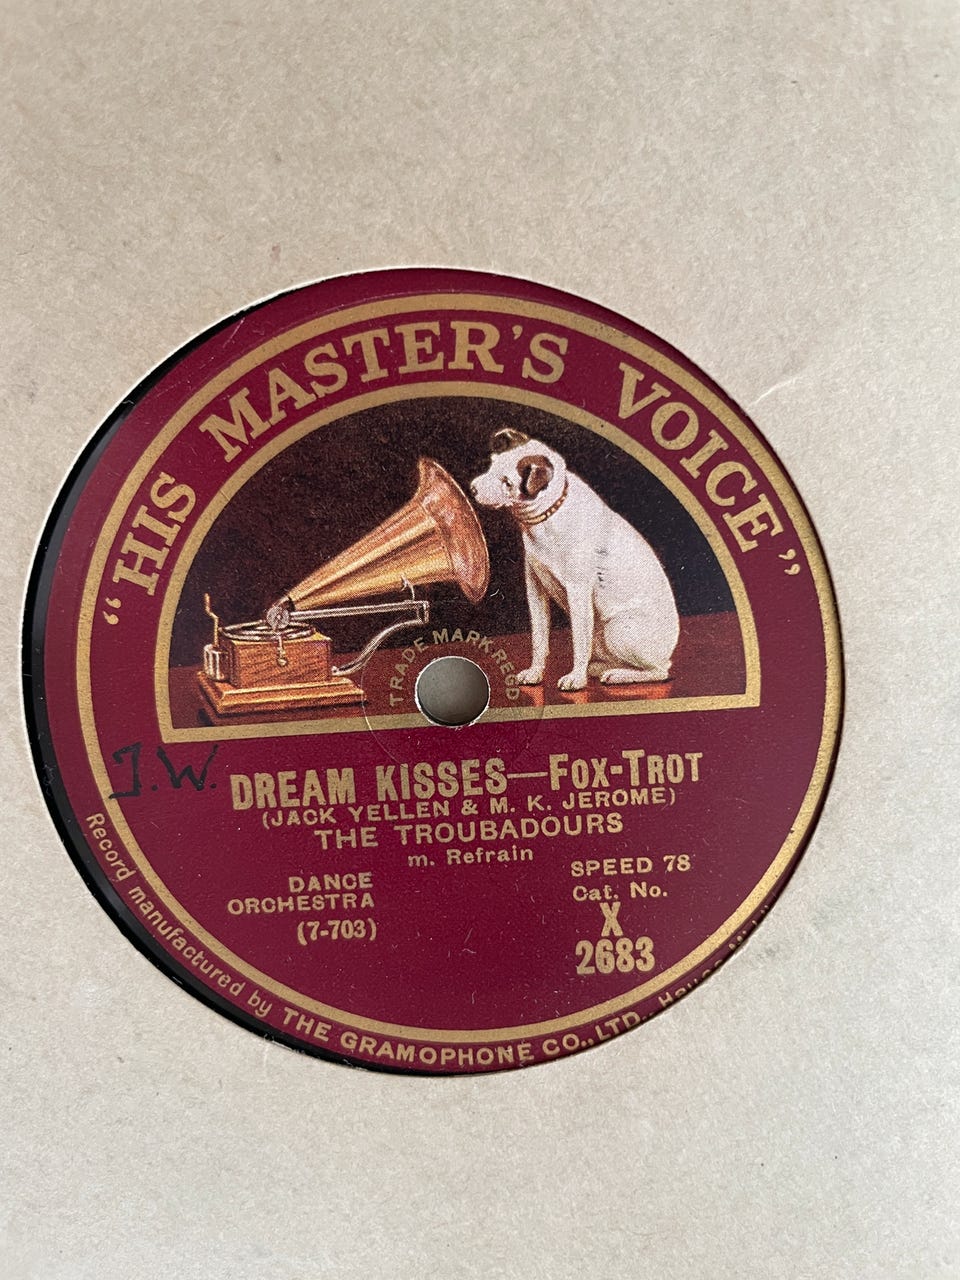 “HIS MASTER'S VOICE”
TRADE MARK REGD
J.W.
DREAM KISSES—FOX-TROT
(JACK YELLEN & M. K. JEROME)
THE TROUBADOURS
m. Refrain
DANCE
ORCHESTRA
(7-703)
SPEED 78
Cat. No.
X
2683
Record manufactured by THE GRAMOPHONE CO., LTD.,